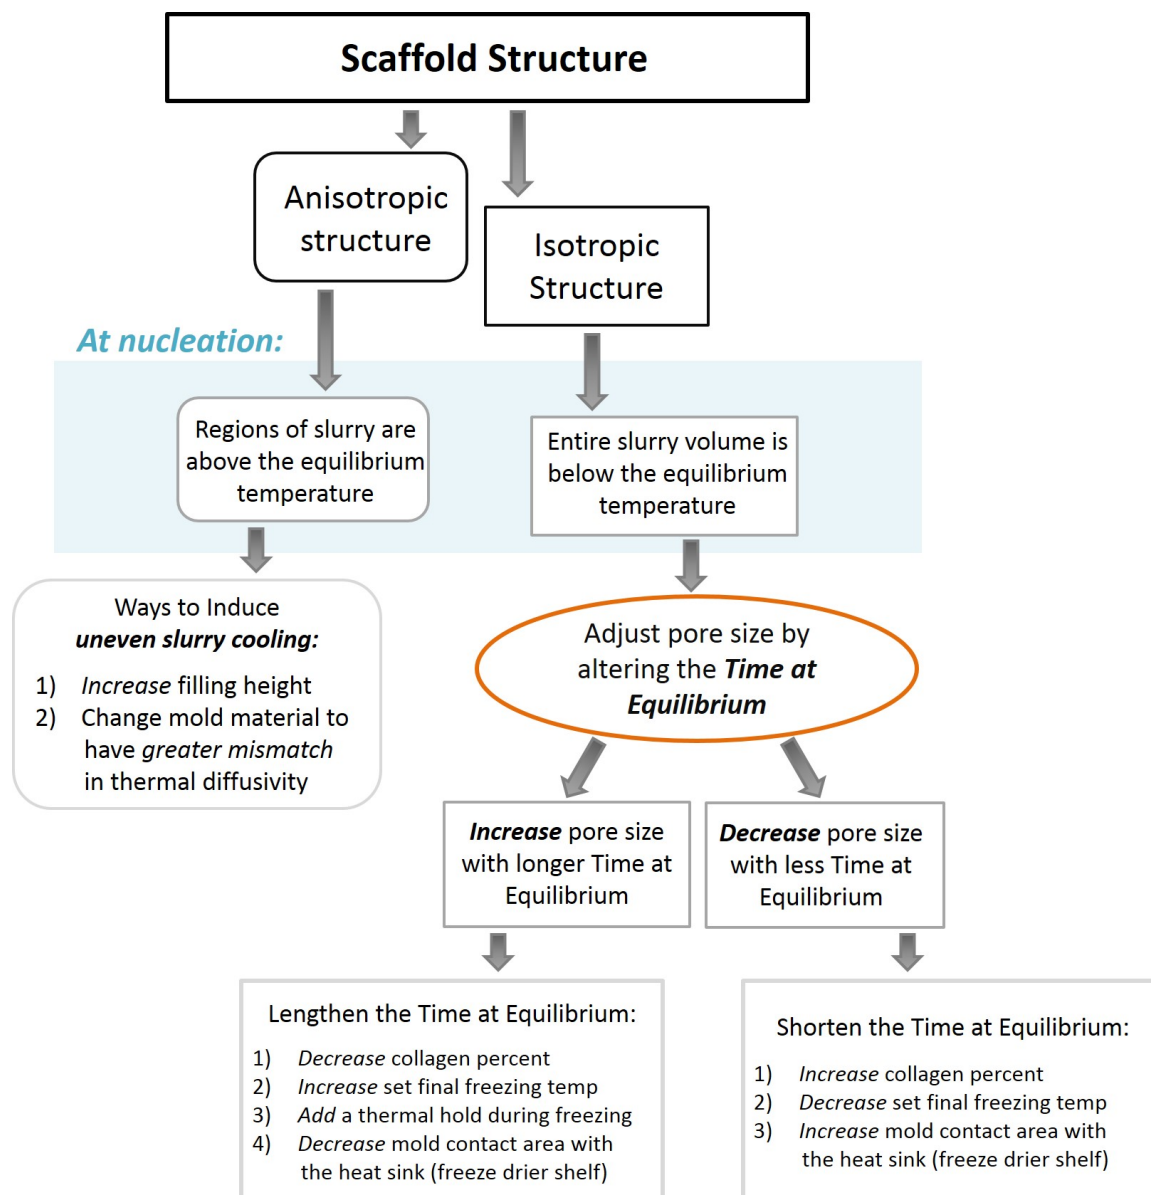 Scaffold Structure
Anisotropic
structure
Isotropic
Structure
At nucleation:
Regions of slurry are
above the equilibrium
temperature
Entire slurry volume is
below the equilibrium
temperature
Ways to Induce
uneven slurry cooling:
1) Increase filling height
2) Change mold material to
have greater mismatch
in thermal diffusivity
Adjust pore size by
altering the Time at
Equilibrium
Increase pore size
with longer Time at
Equilibrium
Decrease pore size
with less Time at
Equilibrium
Lengthen the Time at Equilibrium:
1) Decrease collagen percent
2) Increase set final freezing temp
3) Add a thermal hold during freezing
4) Decrease mold contact area with
the heat sink (freeze drier shelf)
Shorten the Time at Equilibrium:
1) Increase collagen percent
2) Decrease set final freezing temp
3) Increase mold contact area with
the heat sink (freeze drier shelf)